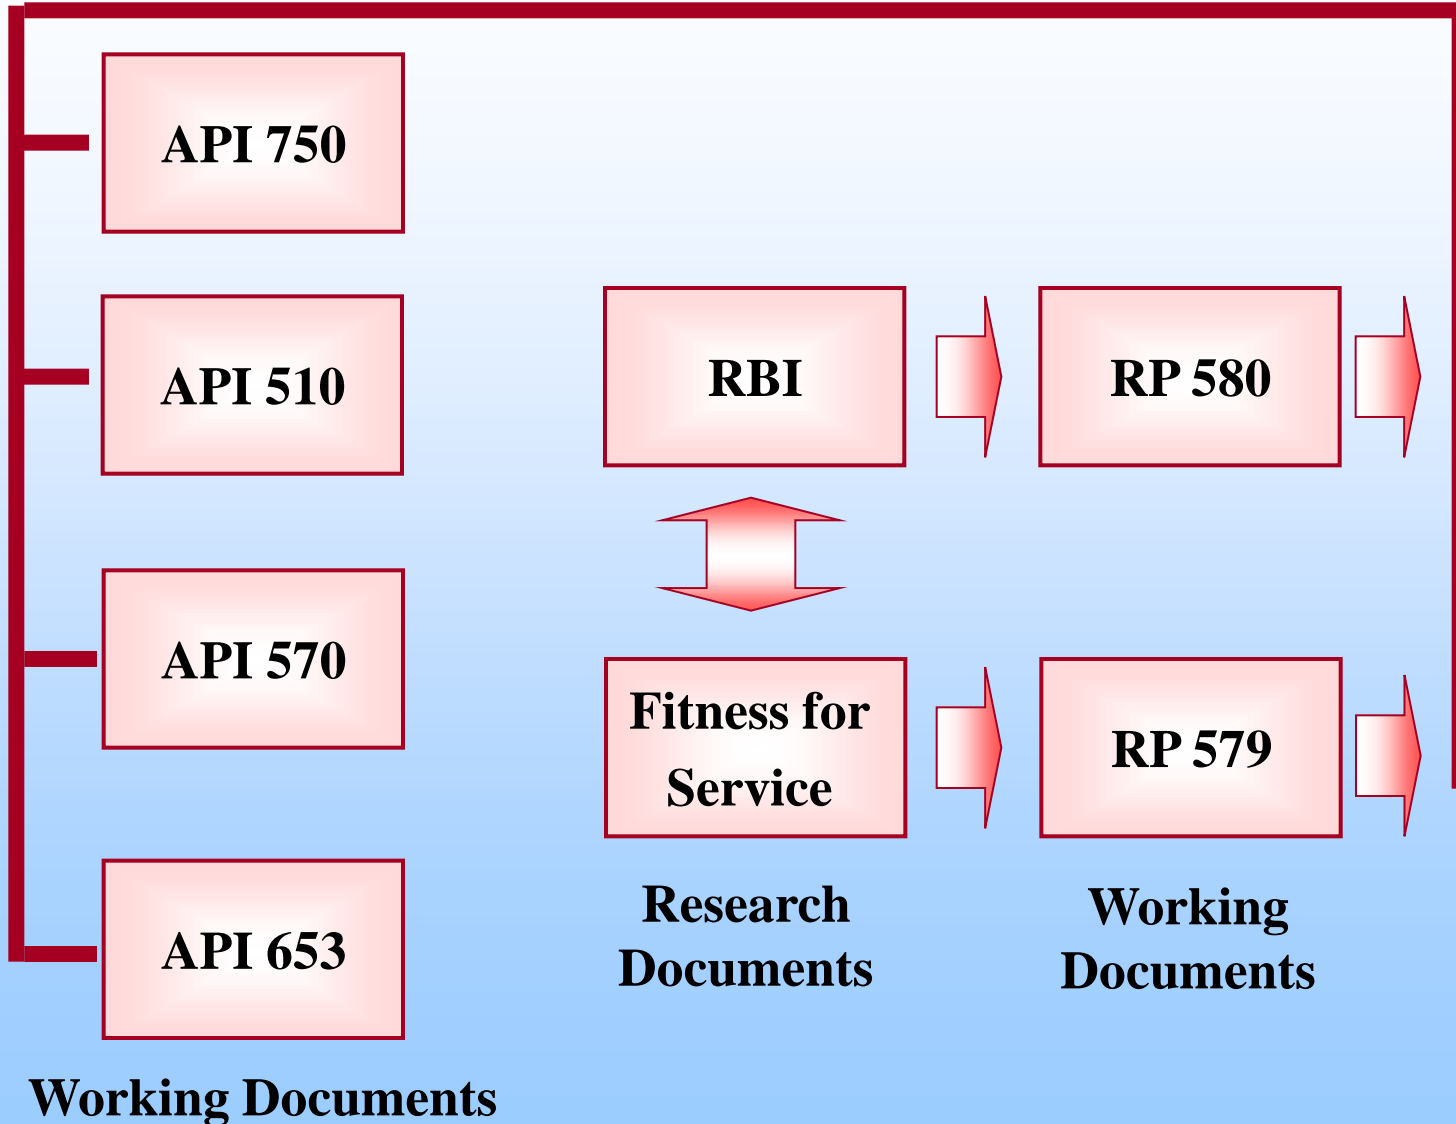 API 750
API 510
API 570
API 653
Working Documents
RBI
Fitness for
Service
Research
Documents
RP 580
RP 579
Working
Documents